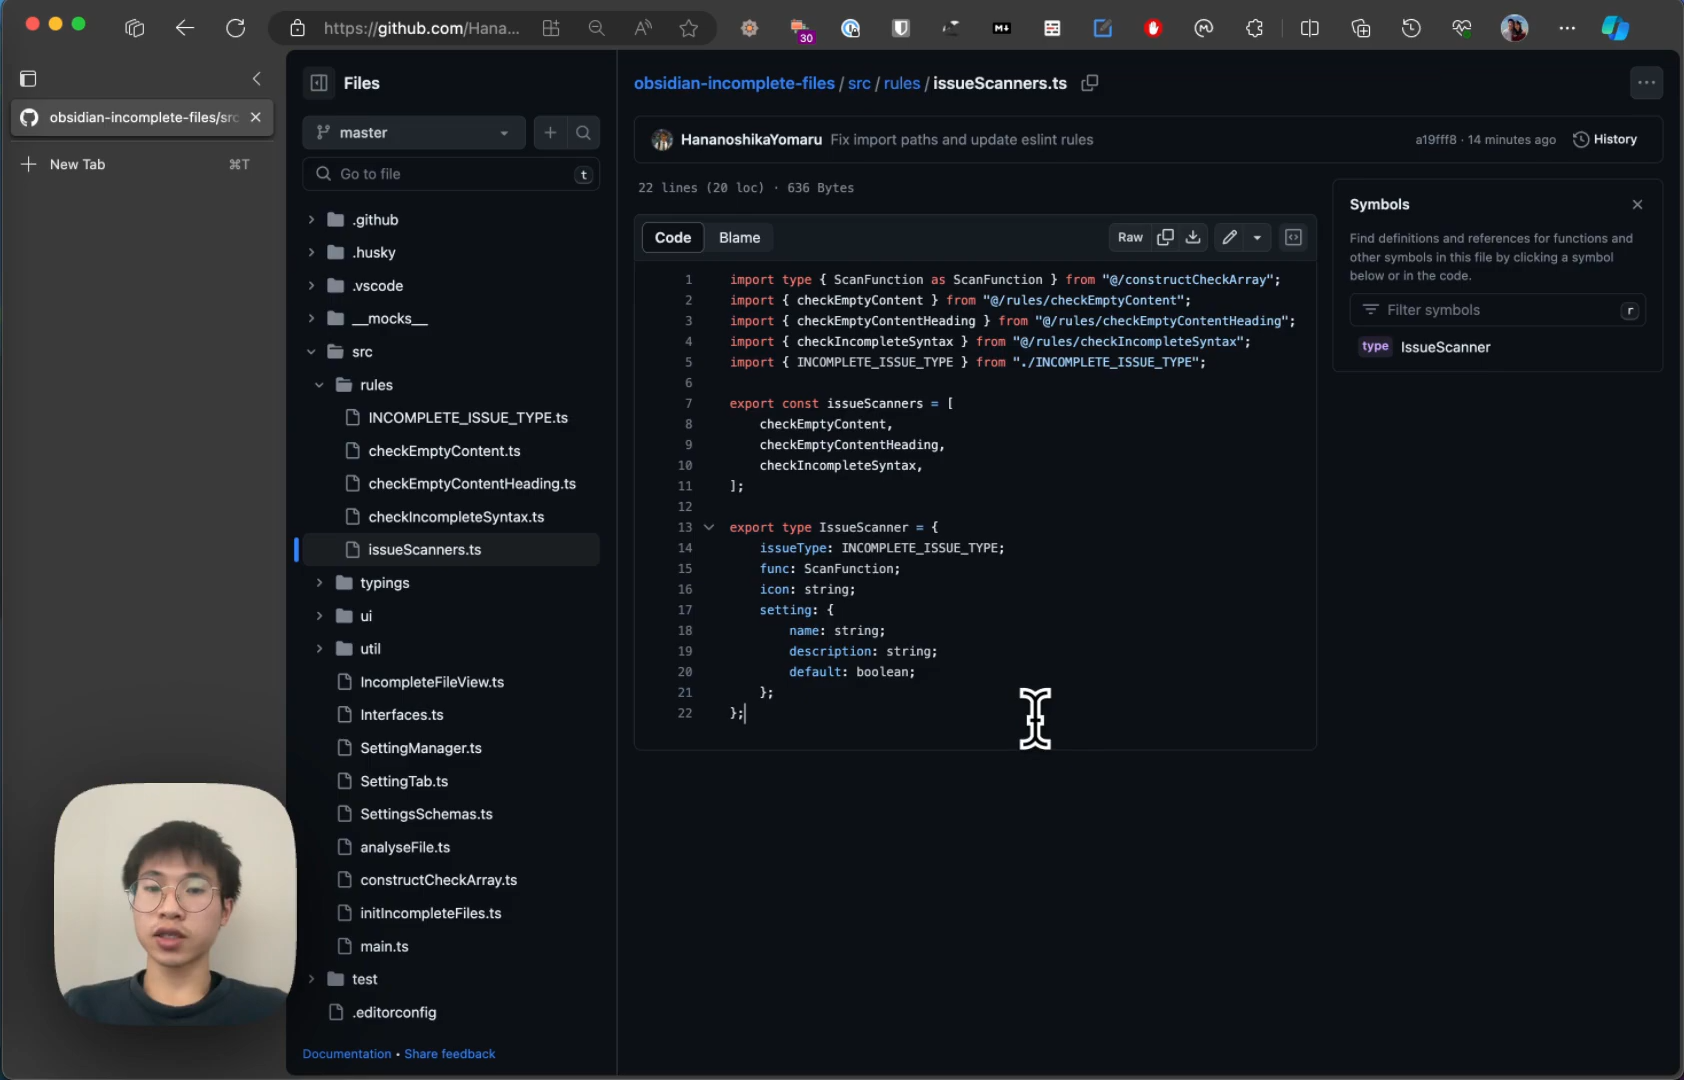 https://github.com/Hana...
30
M
obsidian-incomplete-files/src
New Tab
⌘T
Files
master
Go to file
t
.github
.husky
.vscode
__mocks__
src
rules
INCOMPLETE_ISSUE_TYPE.ts
checkEmptyContent.ts
checkEmptyContentHeading.ts
checkIncompleteSyntax.ts
issueScanners.ts
typings
ui
util
IncompleteFileView.ts
Interfaces.ts
SettingManager.ts
SettingTab.ts
SettingsSchemas.ts
analyseFile.ts
constructCheckArray.ts
initIncompleteFiles.ts
main.ts
test
.editorconfig
Documentation • Share feedback
obsidian-incomplete-files / src / rules / issueScanners.ts
HananoshikaYomaru Fix import paths and update eslint rules
a19fff8 · 14 minutes ago
History
22 lines (20 loc) · 636 Bytes
Code
Blame
Raw
1 import type { ScanFunction as ScanFunction } from "@/constructCheckArray";
2 import { checkEmptyContent } from "@/rules/checkEmptyContent";
3 import { checkEmptyContentHeading } from "@/rules/checkEmptyContentHeading";
4 import { checkIncompleteSyntax } from "@/rules/checkIncompleteSyntax";
5 import { INCOMPLETE_ISSUE_TYPE } from "./INCOMPLETE_ISSUE_TYPE";
6
7 export const issueScanners = [
8 checkEmptyContent,
9 checkEmptyContentHeading,
10 checkIncompleteSyntax,
11 ];
12
13 export type IssueScanner = {
14 issueType: INCOMPLETE_ISSUE_TYPE;
15 func: ScanFunction;
16 icon: string;
17 setting: {
18 name: string;
19 description: string;
20 default: boolean;
21 };
22 };
Symbols
Find definitions and references for functions and
other symbols in this file by clicking a symbol
below or in the code.
Filter symbols
r
type IssueScanner